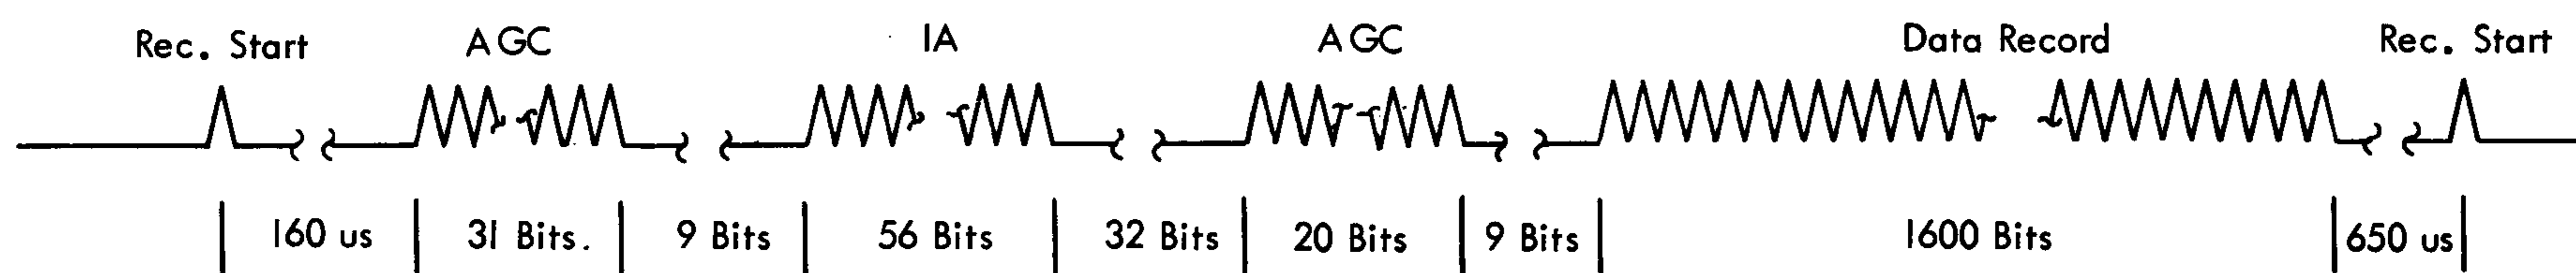 Rec. Start AGC IA AGC Data Record Rec. Start
160 us 31 Bits. 9 Bits 56 Bits 32 Bits 20 Bits 9 Bits 1600 Bits 650 us